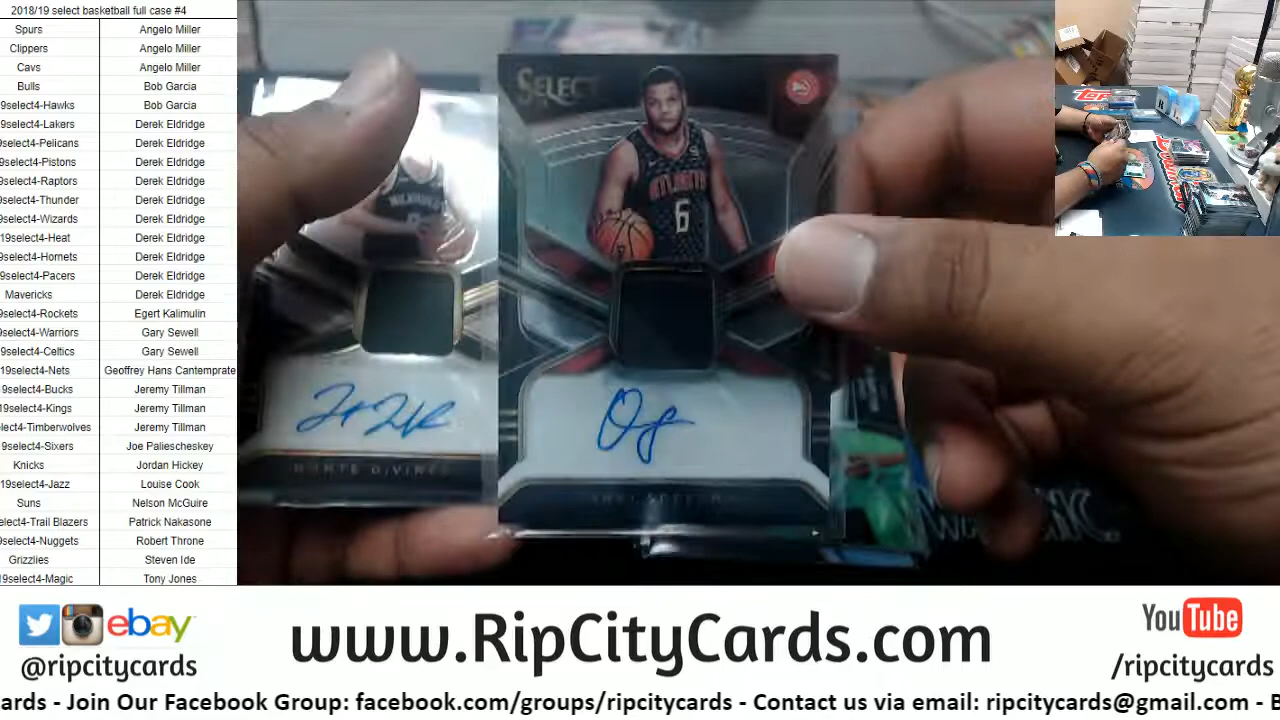 2018/19 select basketball full case #4
Spurs Angelo Miller
Clippers Angelo Miller
Cavs Angelo Miller
Bulls Bob Garcia
9select4-Hawks Bob Garcia
9select4-Lakers Derek Eldridge
9select4-Pelicans Derek Eldridge
9select4-Pistons Derek Eldridge
9select4-Raptors Derek Eldridge
9select4-Thunder Derek Eldridge
9select4-Wizards Derek Eldridge
19select4-Heat Derek Eldridge
9select4-Hornets Derek Eldridge
9select4-Pacers Derek Eldridge
Mavericks Derek Eldridge
9select4-Rockets Egert Kalimulin
9select4-Warriors Gary Sewell
9select4-Celtics Gary Sewell
19select4-Nets Geoffrey Hans Cantemprate
9select4-Bucks Jeremy Tillman
9select4-Kings Jeremy Tillman
elect4-Timberwolves Jeremy Tillman
9select4-Sixers Joe Paliescheskey
Knicks Jordan Hickey
19select4-Jazz Louise Cook
Suns Nelson McGuire
elect4-Trail Blazers Patrick Nakasone
9select4-Nuggets Robert Throne
Grizzlies Steven Ide
19select4-Magic Tony Jones
SELECT
ATLANTA
6
ebay
@ripcitycards
www.RipCityCards.com
YouTube
/ripcitycards
ards - Join Our Facebook Group: facebook.com/groups/ripcitycards - Contact us via email: ripcitycards@gmail.com - E